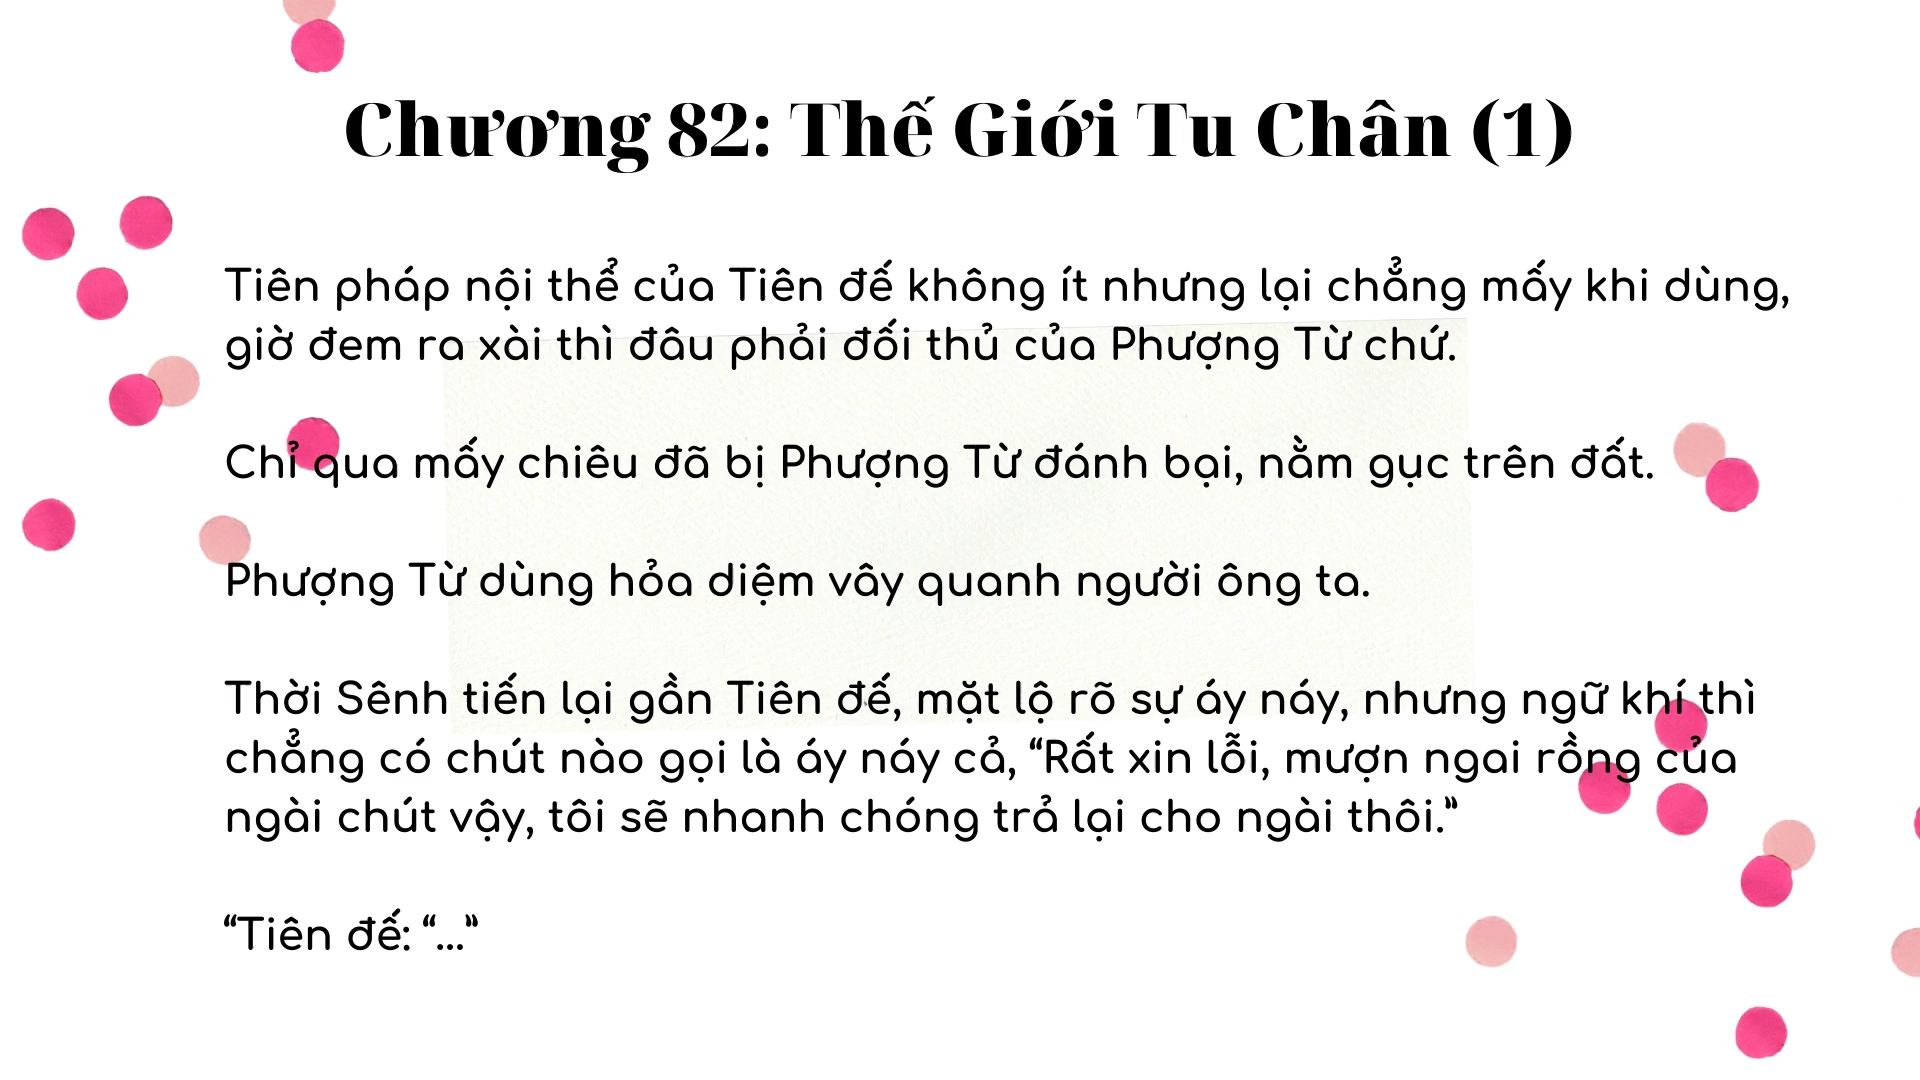 Chương 82: Thế Giới Tu Chân (1)
Tiên pháp nội thể của Tiên đế không ít nhưng lại chẳng mấy khi dùng,
giờ đem ra xài thì đâu phải đối thủ của Phượng Từ chứ.
Chỉ qua mấy chiêu đã bị Phượng Từ đánh bại, nằm gục trên đất.
Phượng Từ dùng hỏa diệm vây quanh người ông ta.
Thời Sênh tiến lại gần Tiên đế, mặt lộ rõ sự áy náy, nhưng ngữ khí thì
chẳng có chút nào gọi là áy náy cả, “Rất xin lỗi, mượn ngai rồng của
ngài chút vậy, tôi sẽ nhanh chóng trả lại cho ngài thôi.”
“Tiên đế: “...”